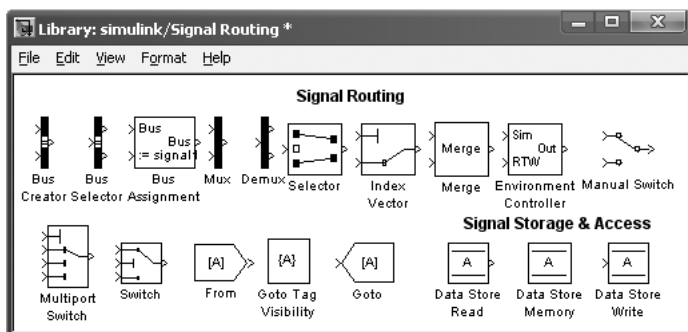 Library: simulink/Signal Routing *
File Edit View Format Help
Signal Routing
Bus Creator
Bus Selector
Bus
Bus
:= signal1
Bus Assignment
Mux
Demux
Selector
Index Vector
Merge
Merge
Sim
Out
RTW
Environment Controller
Manual Switch
Signal Storage & Access
Multiport Switch
Switch
[A]
From
{A}
Goto Tag Visibility
[A]
Goto
A
Data Store Read
A
Data Store Memory
A
Data Store Write